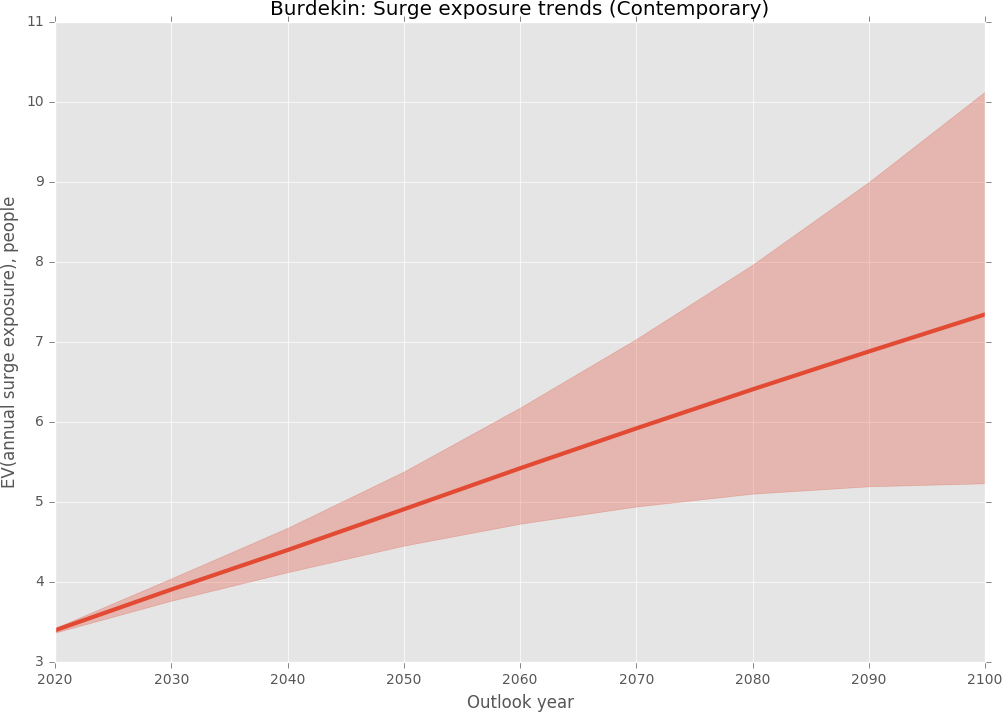 Burdekin: Surge exposure trends (Contemporary)
EV(annual surge exposure), people
11
10
9
8
7
6
5
4
3
2020 2030 2040 2050 2060 2070 2080 2090 2100
Outlook year